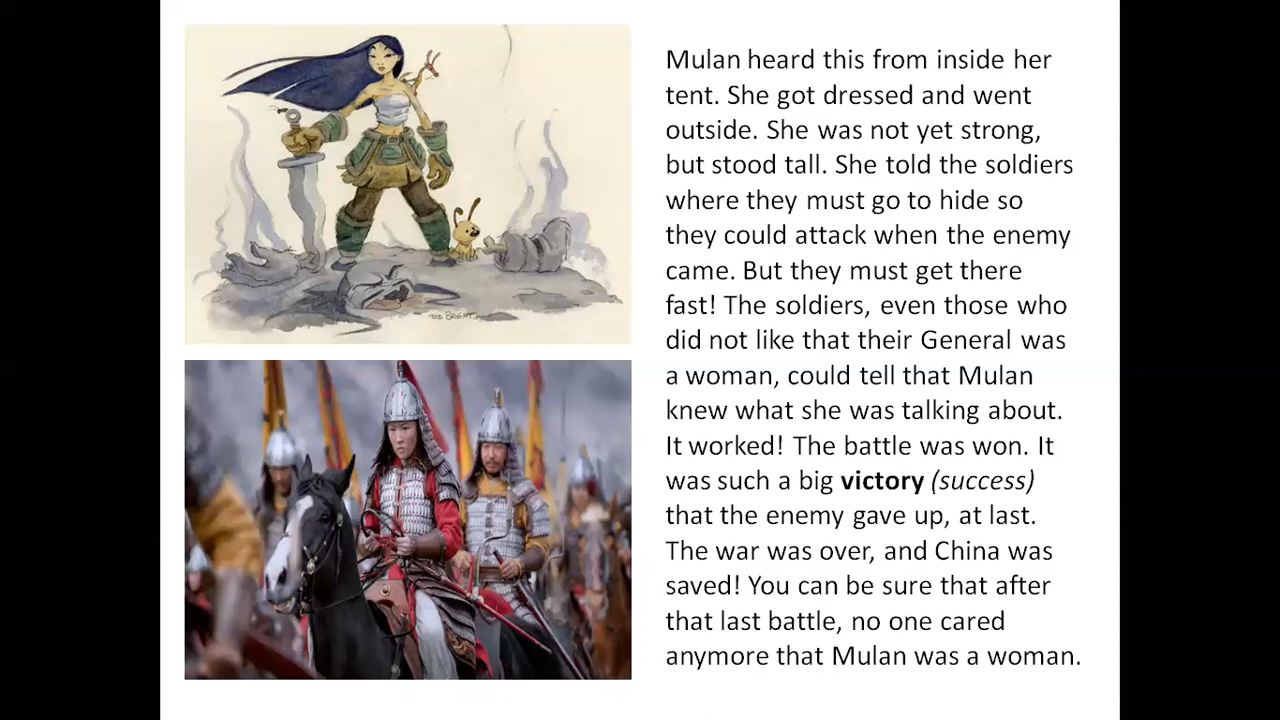 Mulan heard this from inside her
tent. She got dressed and went
outside. She was not yet strong,
but stood tall. She told the soldiers
where they must go to hide so
they could attack when the enemy
came. But they must get there
fast! The soldiers, even those who
did not like that their General was
a woman, could tell that Mulan
knew what she was talking about.
It worked! The battle was won. It
was such a big victory (success)
that the enemy gave up, at last.
The war was over, and China was
saved! You can be sure that after
that last battle, no one cared
anymore that Mulan was a woman.